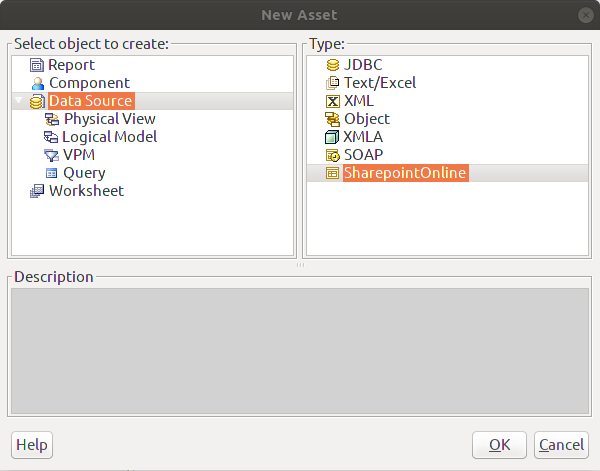 New Asset
Select object to create:
Report
Component
Data Source
Physical View
Logical Model
VPM
Query
Worksheet
Type:
JDBC
Text/Excel
XML
Object
XMLA
SOAP
SharepointOnline
Description
Help
OK
Cancel